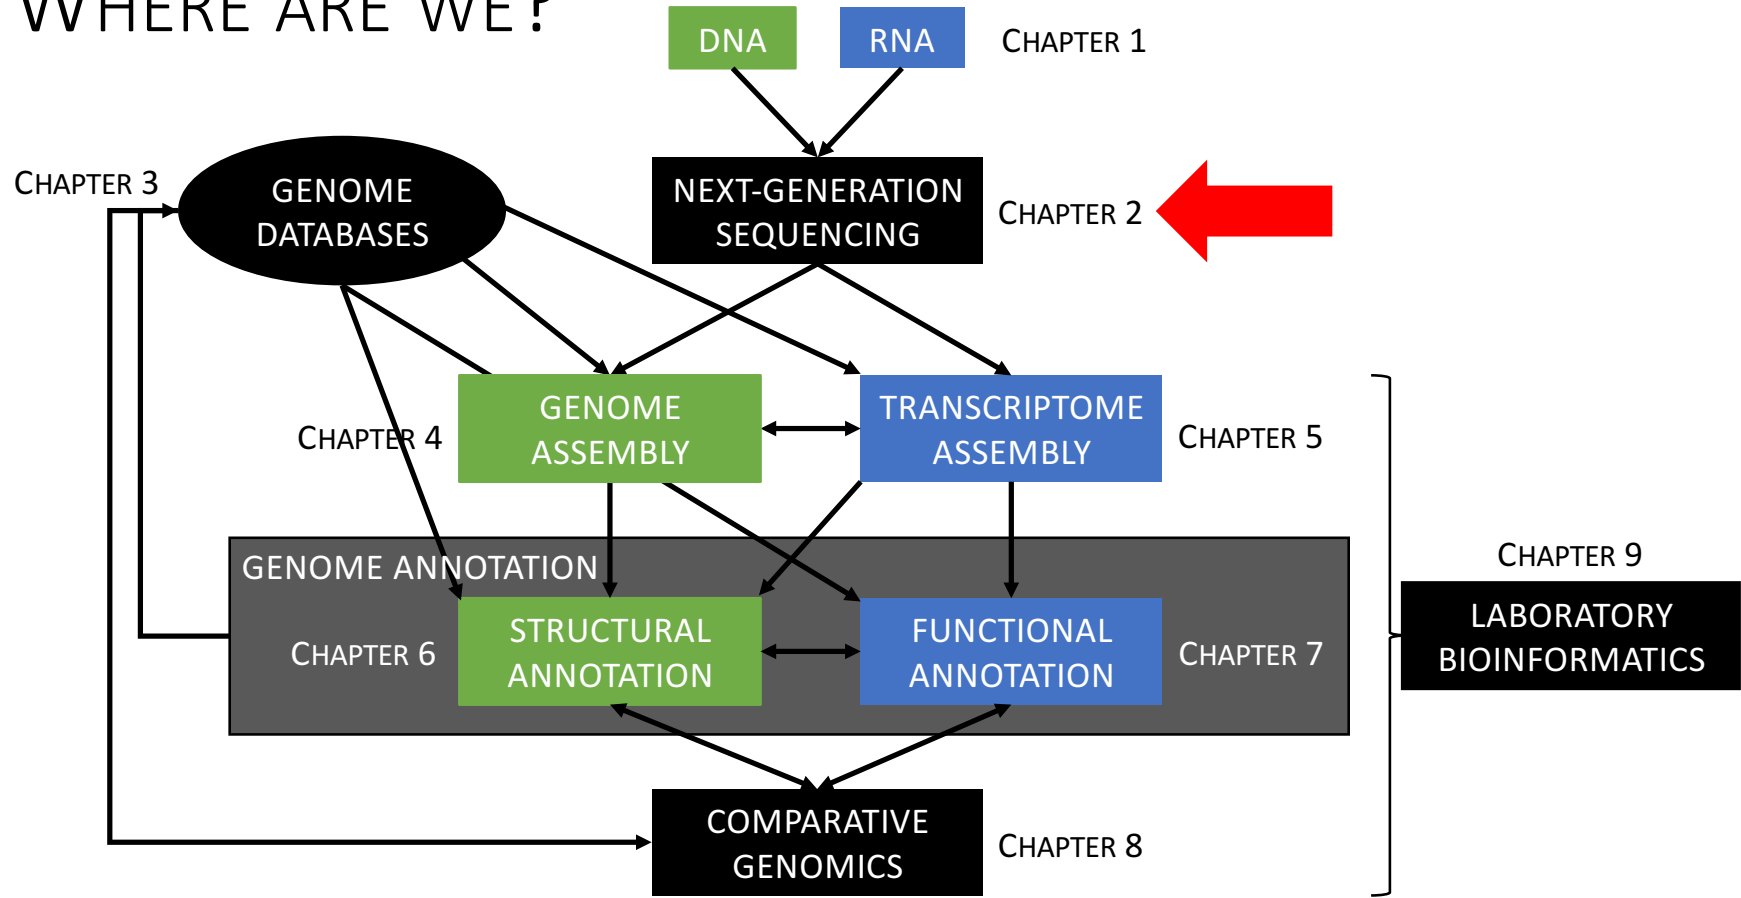 WHERE ARE WE?
DNA
RNA
CHAPTER 1
CHAPTER 3
GENOME
DATABASES
NEXT-GENERATION
SEQUENCING
CHAPTER 2
GENOME
ASSEMBLY
TRANSCRIPTOME
ASSEMBLY
CHAPTER 4
CHAPTER 5
GENOME ANNOTATION
CHAPTER 9
LABORATORY
BIOINFORMATICS
STRUCTURAL
ANNOTATION
FUNCTIONAL
ANNOTATION
CHAPTER 6
CHAPTER 7
COMPARATIVE
GENOMICS
CHAPTER 8